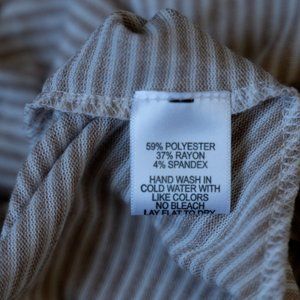 59% POLYESTER
37% RAYON
4% SPANDEX
HAND WASH IN
COLD WATER WITH
LIKE COLORS
NO BLEACH
LAY FLAT TO DRY